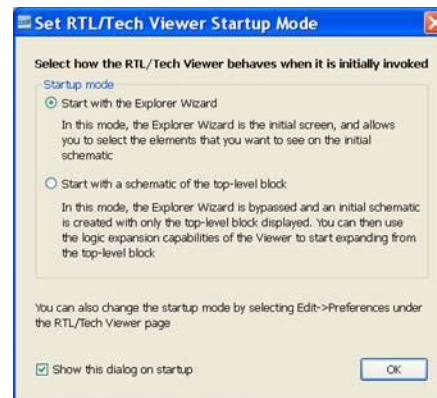 Set RTL/Tech Viewer Startup Mode
Select how the RTL/Tech Viewer behaves when it is initially invoked
Startup mode
Start with the Explorer Wizard
In this mode, the Explorer Wizard is the initial screen, and allows
you to select the elements that you want to see on the initial
schematic
Start with a schematic of the top-level block
In this mode, the Explorer Wizard is bypassed and an initial schematic
is created with only the top-level block displayed. You can then use
the logic expansion capabilities of the Viewer to start expanding from
the top-level block
You can also change the startup mode by selecting Edit->Preferences under
the RTL/Tech Viewer page
Show this dialog on startup
OK